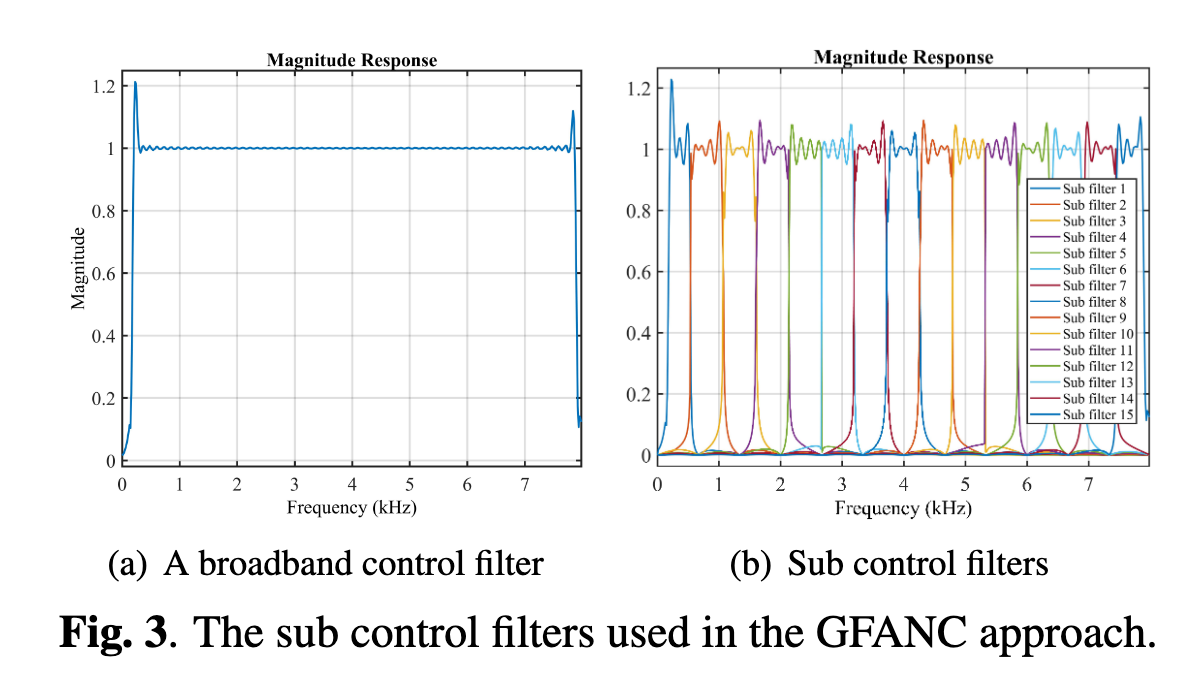 Magnitude Response
Magnitude
1.2
1
0.8
0.6
0.4
0.2
0
0 1 2 3 4 5 6 7
Frequency (kHz)
(a) A broadband control filter
Magnitude Response
1.2
1
0.8
0.6
0.4
0.2
0
Sub filter 1
Sub filter 2
Sub filter 3
Sub filter 4
Sub filter 5
Sub filter 6
Sub filter 7
Sub filter 8
Sub filter 9
Sub filter 10
Sub filter 11
Sub filter 12
Sub filter 13
Sub filter 14
Sub filter 15
0 1 2 3 4 5 6 7
Frequency (kHz)
(b) Sub control filters
Fig. 3. The sub control filters used in the GFANC approach.